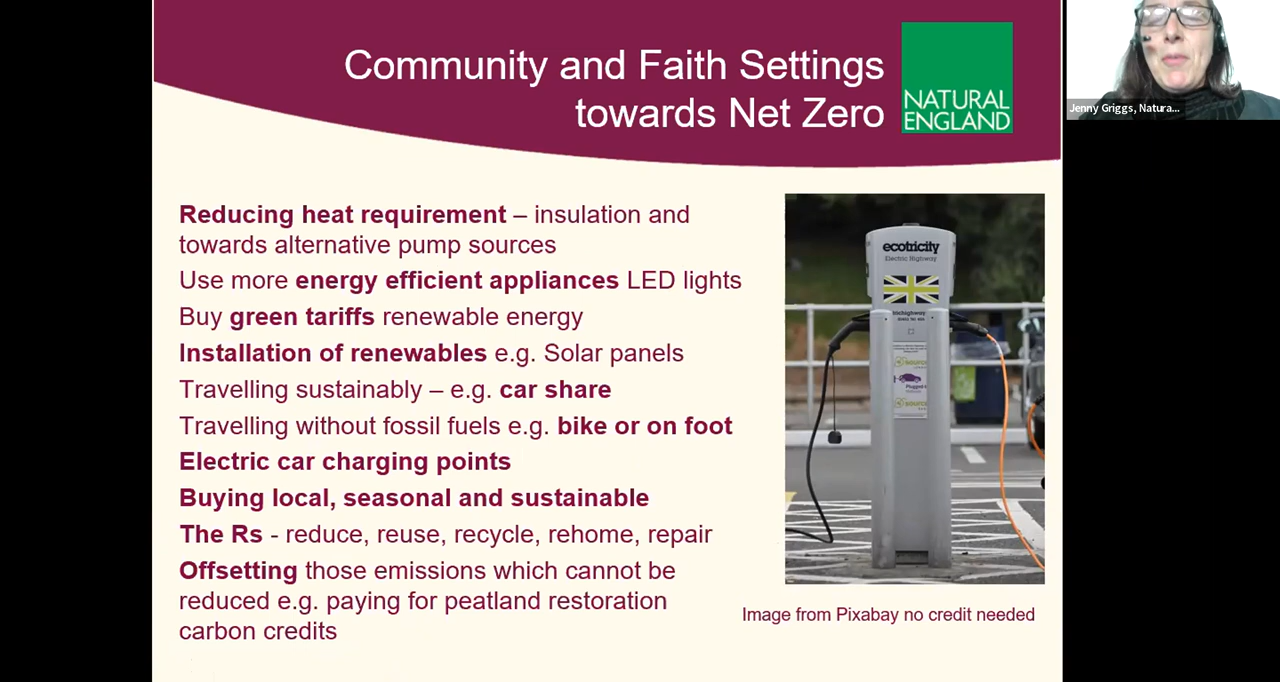 Community and Faith Settings
towards Net Zero
NATURAL
ENGLAND
Jenny Griggs, Natura...
Reducing heat requirement – insulation and
towards alternative pump sources
Use more energy efficient appliances LED lights
Buy green tariffs renewable energy
Installation of renewables e.g. Solar panels
Travelling sustainably – e.g. car share
Travelling without fossil fuels e.g. bike or on foot
Electric car charging points
Buying local, seasonal and sustainable
The Rs - reduce, reuse, recycle, rehome, repair
Offsetting those emissions which cannot be
reduced e.g. paying for peatland restoration
carbon credits
ecotricity
Electric Highway
Image from Pixabay no credit needed